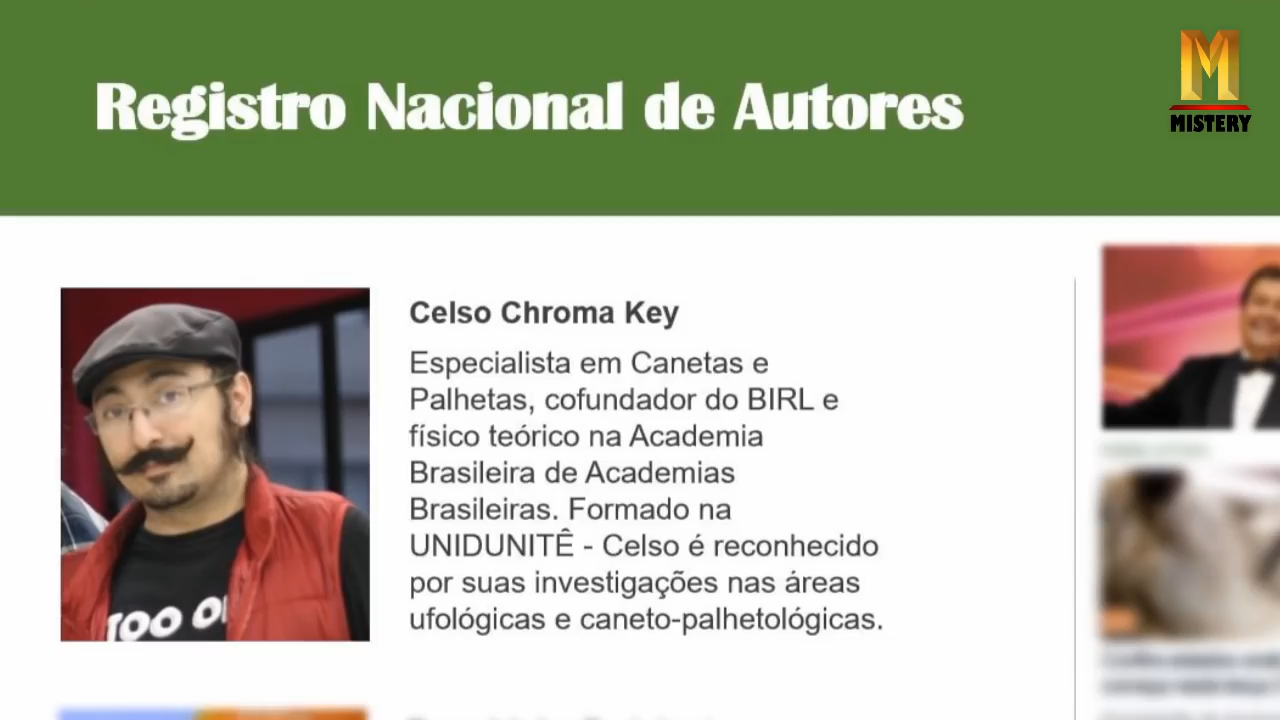 Registro Nacional de Autores
M
MISTERY
Celso Chroma Key
Especialista em Canetas e
Palhetas, cofundador do BIRL e
físico teórico na Academia
Brasileira de Academias
Brasileiras. Formado na
UNIDUNITÊ - Celso é reconhecido
por suas investigações nas áreas
ufológicas e caneto-palhetológicas.
TOO O